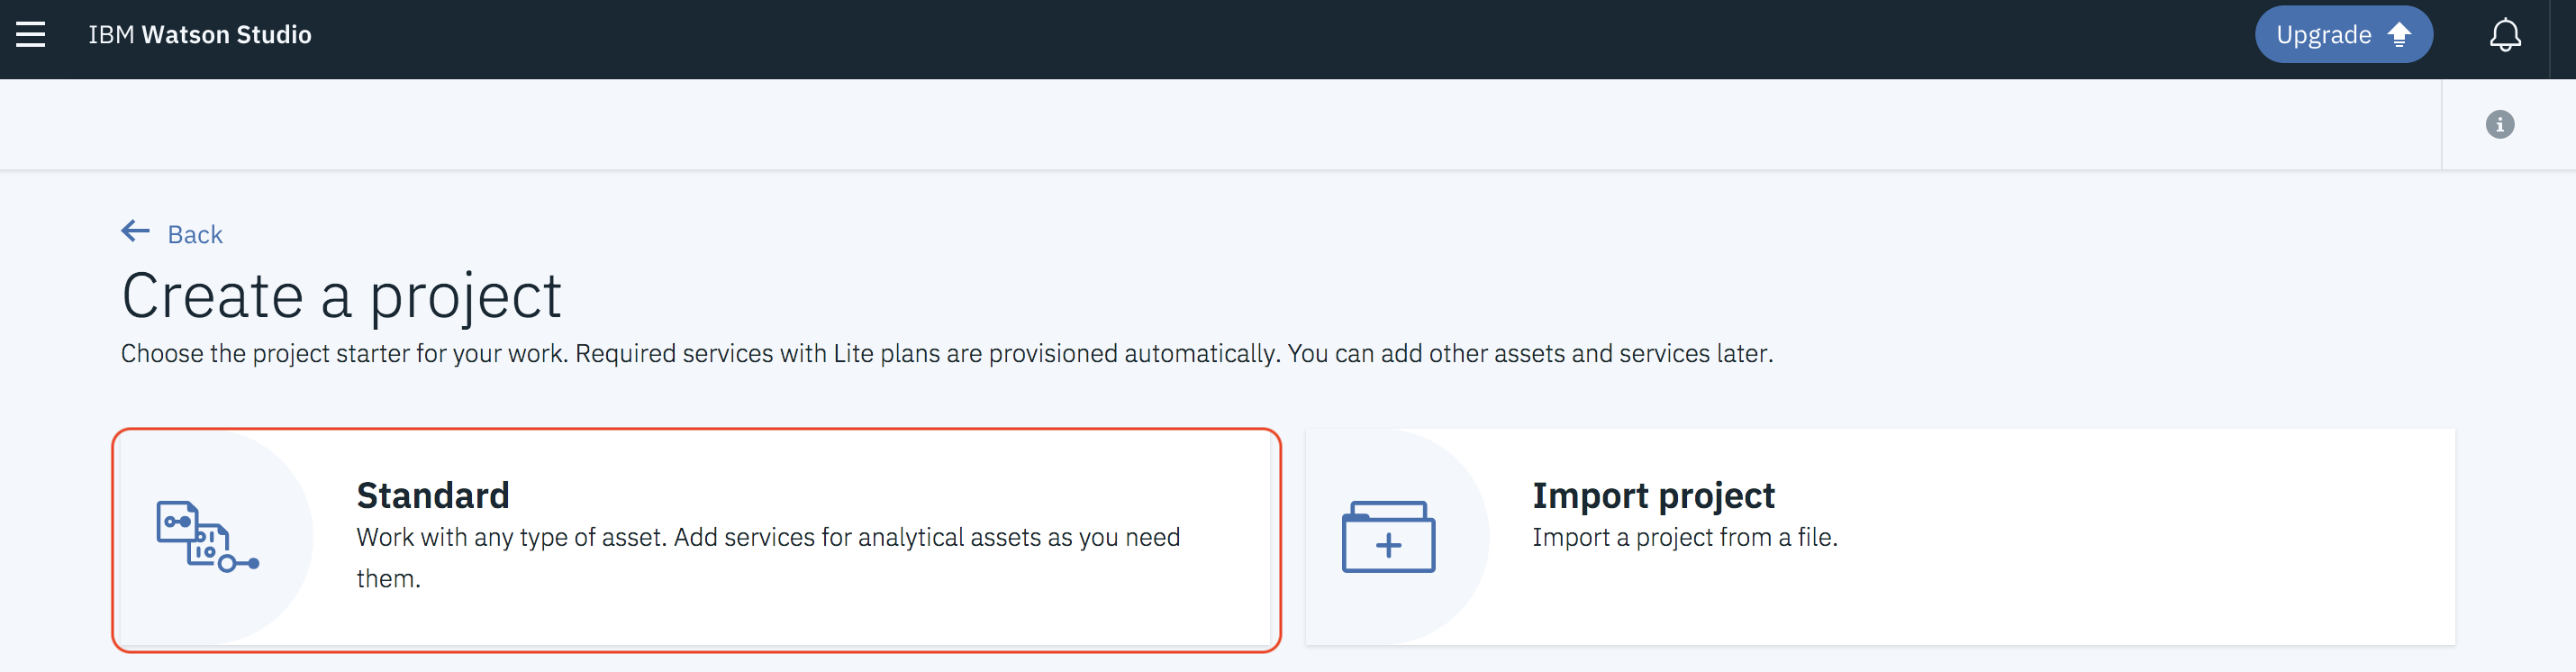 IBM Watson Studio
Upgrade
Back
Create a project
Choose the project starter for your work. Required services with Lite plans are provisioned automatically. You can add other assets and services later.
Standard
Work with any type of asset. Add services for analytical assets as you need
them.
Import project
Import a project from a file.